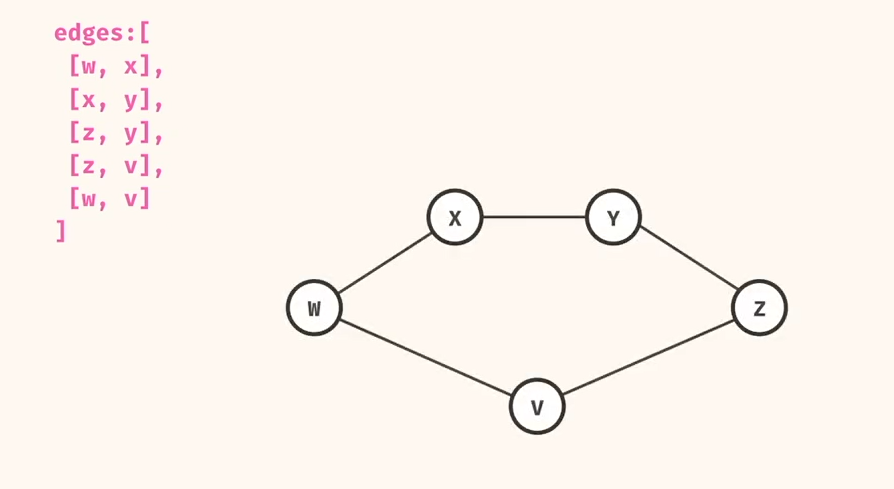 edges:[
[w, x],
[x, y],
[z, y],
[z, v],
[w, v]
]
X Y
W Z
V